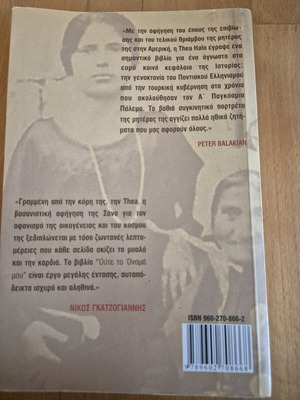 «Με την αφήγηση του έπους της επιβίω-
σης και του τελικού θριάμβου της μητέρας
της στην Αμερική, η Thea Halo έγραψε ένα
σημαντικό βιβλίο για ένα άγνωστο στο
ευρύ κοινό κεφάλαιο της Ιστορίας:
την γενοκτονία του Ποντιακού Ελληνισμού
από την τουρκική κυβέρνηση στα χρόνια
που ακολούθησαν τον Α΄ Παγκόσμιο
Πόλεμο. Το βαθιά συγκινητικό πορτρέτο
της μητέρας της αγγίζει πολλά ηθικά ζητή-
ματα που μας αφορούν όλους.»
PETER BALAKIAN
«Γραμμένη από την κόρη της, την Thea, η
βασανιστική αφήγηση της Σάνο για τον
αφανισμό της οικογένειας και του κόσμου
της ξεδιπλώνεται με τόσο ζωντανές λεπτο-
μέρειες που κάθε σελίδα σκίζει το μυαλό
και την καρδιά. Το βιβλίο "Ούτε το Όνομά
μου" είναι έργο μεγάλης έντασης, αυταπό-
δεικτα ισχυρό και αληθινό.»
ΝΙΚΟΣ ΓΚΑΤΖΟΓΙΑΝΝΗΣ
ISBN 960-270-866-2
9789602708668